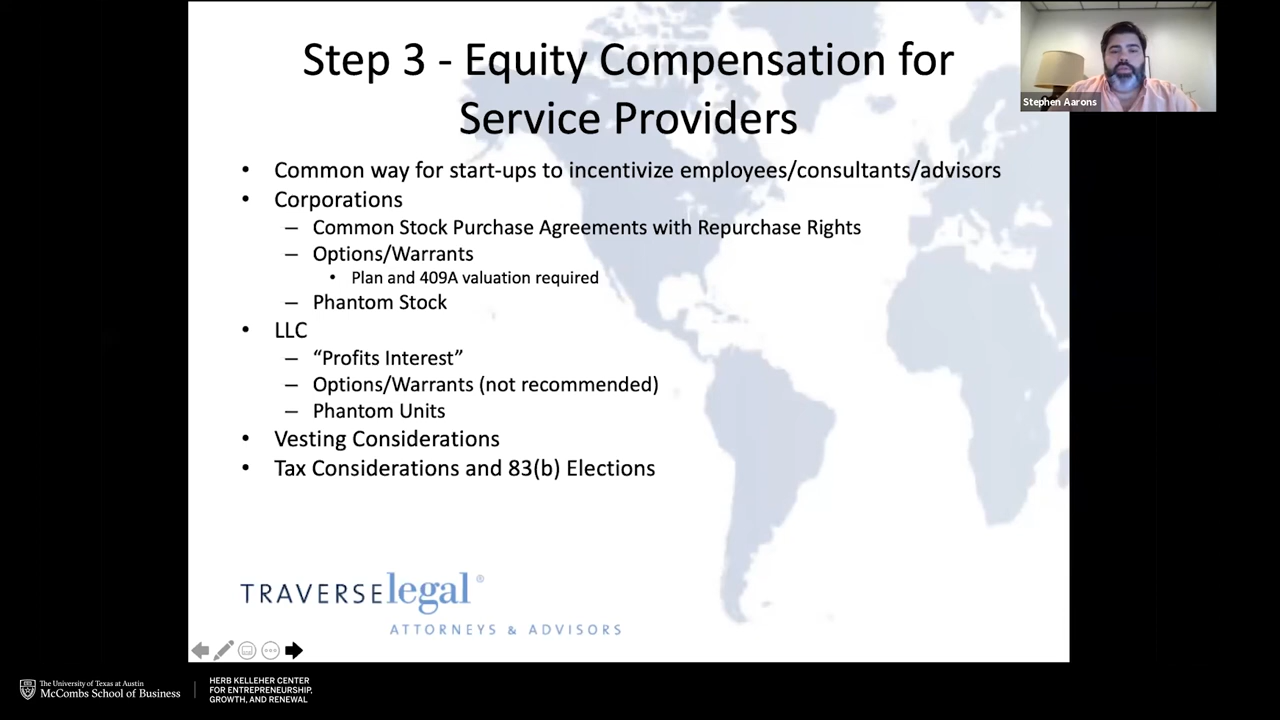 Step 3 - Equity Compensation for
Service Providers
Stephen Aarons
• Common way for start-ups to incentivize employees/consultants/advisors
• Corporations
– Common Stock Purchase Agreements with Repurchase Rights
– Options/Warrants
• Plan and 409A valuation required
– Phantom Stock
• LLC
– “Profits Interest”
– Options/Warrants (not recommended)
– Phantom Units
• Vesting Considerations
• Tax Considerations and 83(b) Elections
TRAVERSElegal®
ATTORNEYS & ADVISORS
The University of Texas at Austin
McCombs School of Business
HERB KELLEHER CENTER
FOR ENTREPRENEURSHIP,
GROWTH, AND RENEWAL